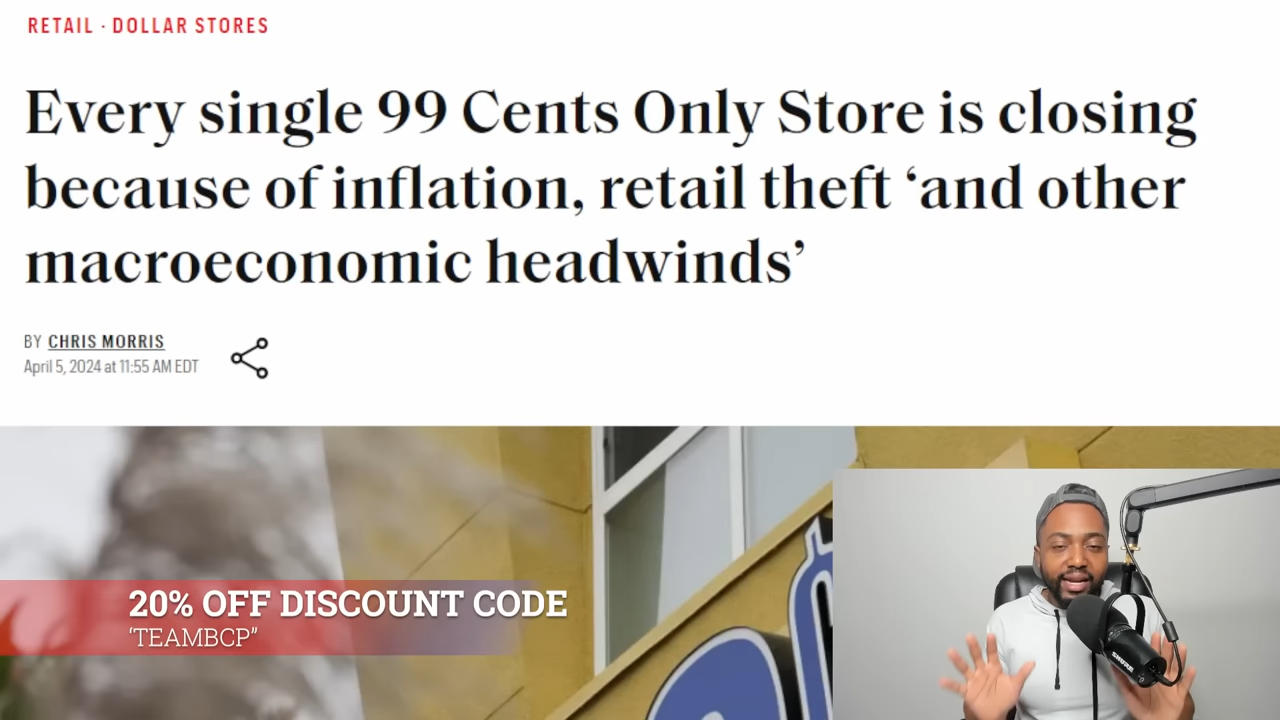 RETAIL · DOLLAR STORES
Every single 99 Cents Only Store is closing
because of inflation, retail theft ‘and other
macroeconomic headwinds’
BY CHRIS MORRIS
April 5, 2024 at 11:55 AM EDT
20% OFF DISCOUNT CODE
‘TEAMBCP”
SHURE